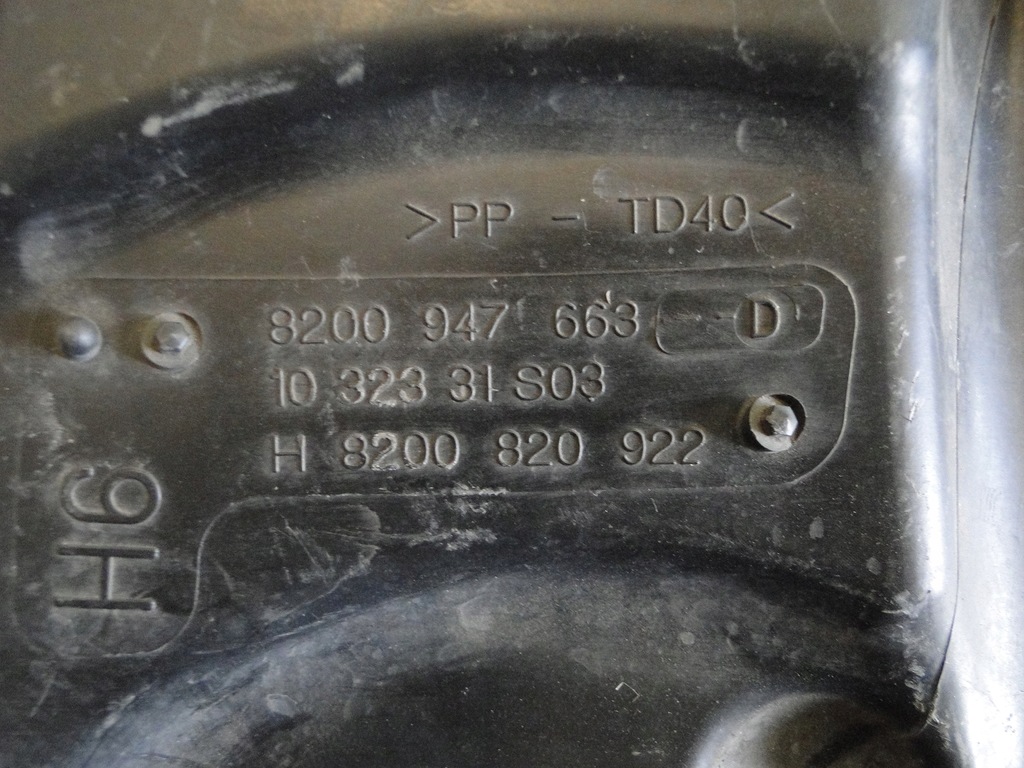 >PP - TD40<
8200 947 663 --D
10 323 31 S03
H 8200 820 922
H6